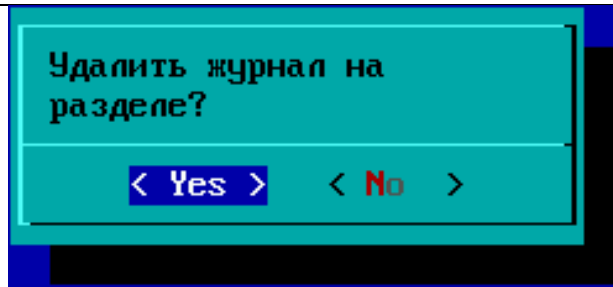 Удалить журнал на
разделе?
< Yes > < No >